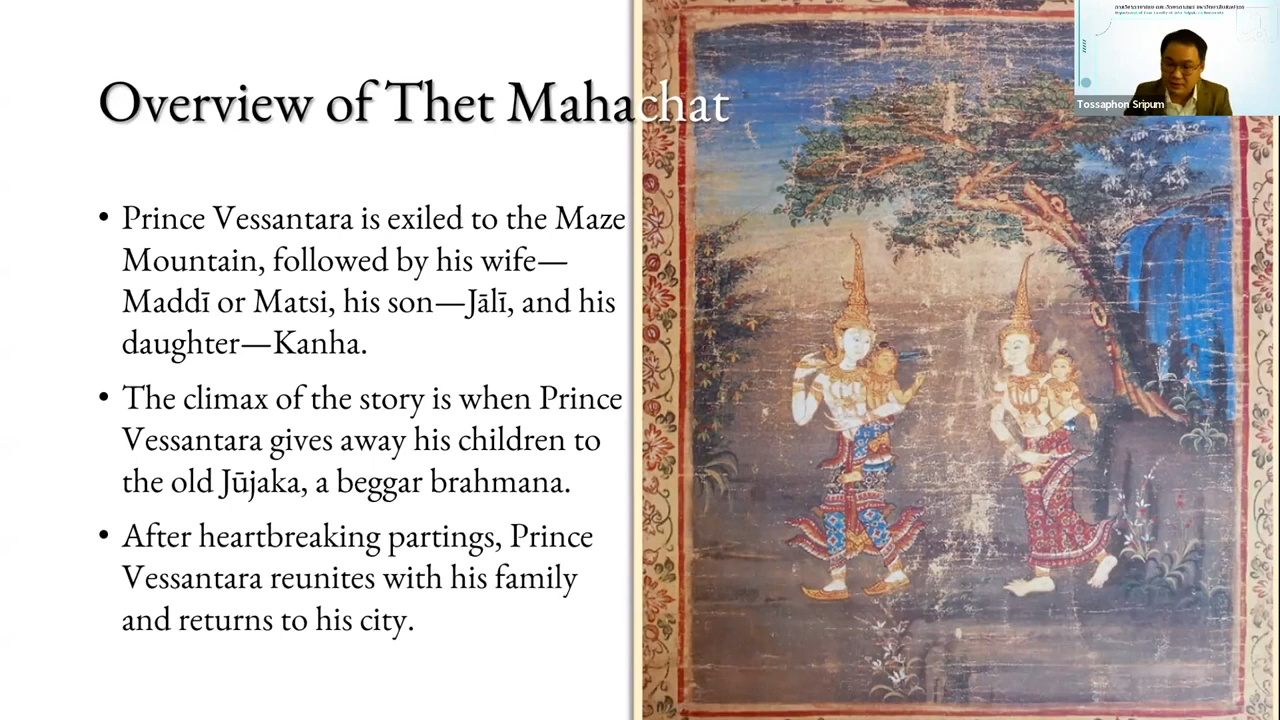 Overview of Thet Mahachat
• Prince Vessantara is exiled to the Maze
Mountain, followed by his wife—
Maddī or Matsi, his son—Jālī, and his
daughter—Kanha.
• The climax of the story is when Prince
Vessantara gives away his children to
the old Jūjaka, a beggar brahmana.
• After heartbreaking partings, Prince
Vessantara reunites with his family
and returns to his city.
Tossaphon Sripum